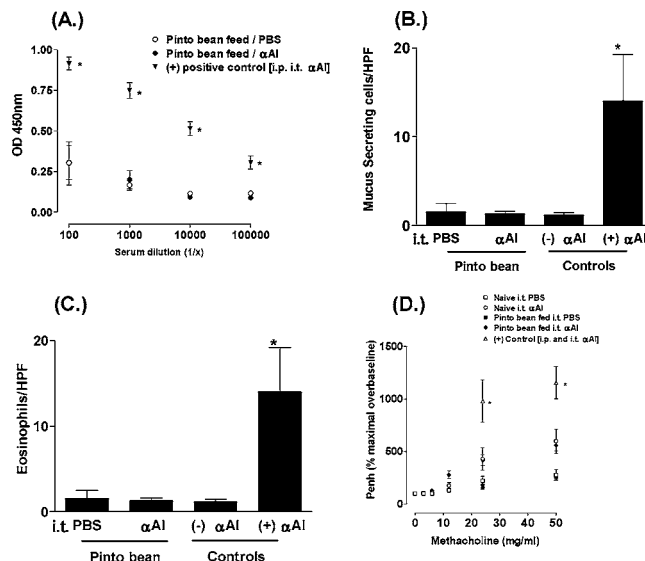 (A.)
Pinto bean feed / PBS
Pinto bean feed / αAI
(+) positive control [i.p. i.t. αAI]
OD 450nm
1.00
0.75
0.50
0.25
0.00
* * * *
100 1000 10000 100000
Serum dilution (1/x)
(B.)
Mucus Secreting cells/HPF
20
10
0
*
i.t. PBS αAI (-) αAI (+) αAI
Pinto bean Controls
(C.)
Eosinophils/HPF
20
10
0
*
i.t. PBS αAI (-) αAI (+) αAI
Pinto bean Controls
(D.)
Naive i.t. PBS
Naive i.t. αAI
Pinto bean fed i.t. PBS
Pinto bean fed i.t. αAI
(+) Control [i.p. and i.t. αAI]
Penh (% maximal overbaseline)
1500
1000
500
0
* *
0 10 20 30 40 50
Methacholine (mg/ml)